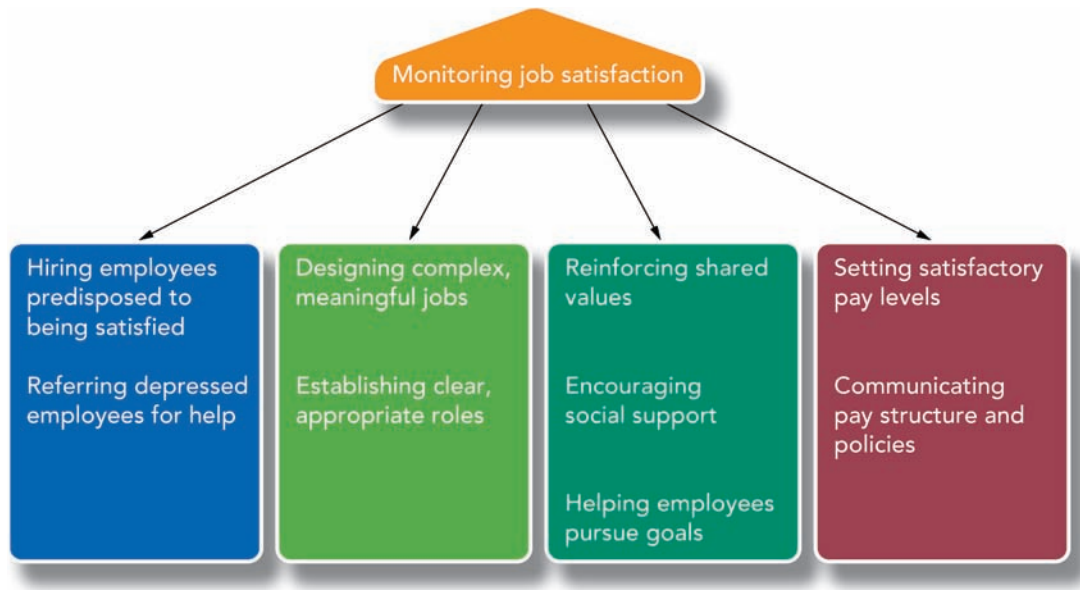 Monitoring job satisfaction
Hiring employees
predisposed to
being satisfied
Referring depressed
employees for help
Designing complex,
meaningful jobs
Establishing clear,
appropriate roles
Reinforcing shared
values
Encouraging
social support
Helping employees
pursue goals
Setting satisfactory
pay levels
Communicating
pay structure and
policies